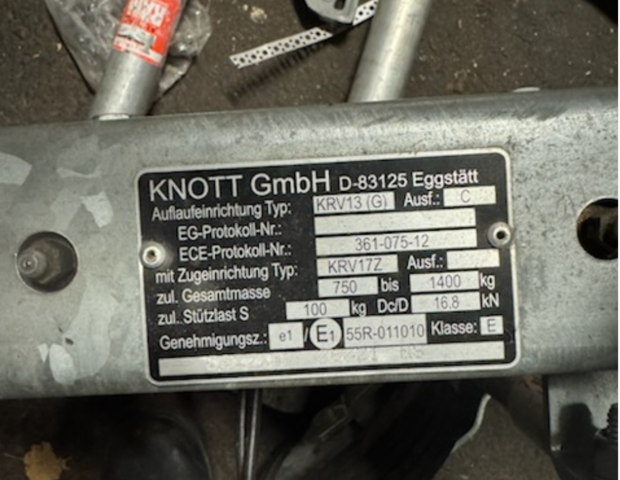 KNOTT GmbH D-83125 Eggstätt
Auflaufeinrichtung Typ: KRV13 (G) Ausf.: C
EG-Protokoll-Nr.:
ECE-Protokoll-Nr.: 361-075-12
mit Zugeinrichtung Typ: KRV17Z Ausf.:
zul. Gesamtmasse 750 bis 1400 kg
zul. Stützlast S 100 kg Dc/D 16.8 kN
Genehmigungsz.: e1 / E1 55R-011010 Klasse: E